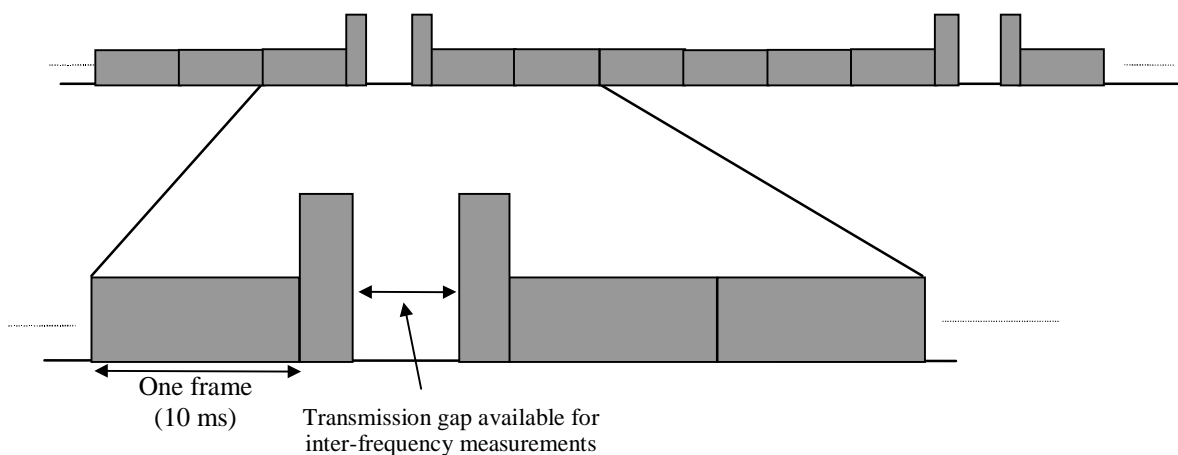 One frame
(10 ms)
Transmission gap available for
inter-frequency measurements